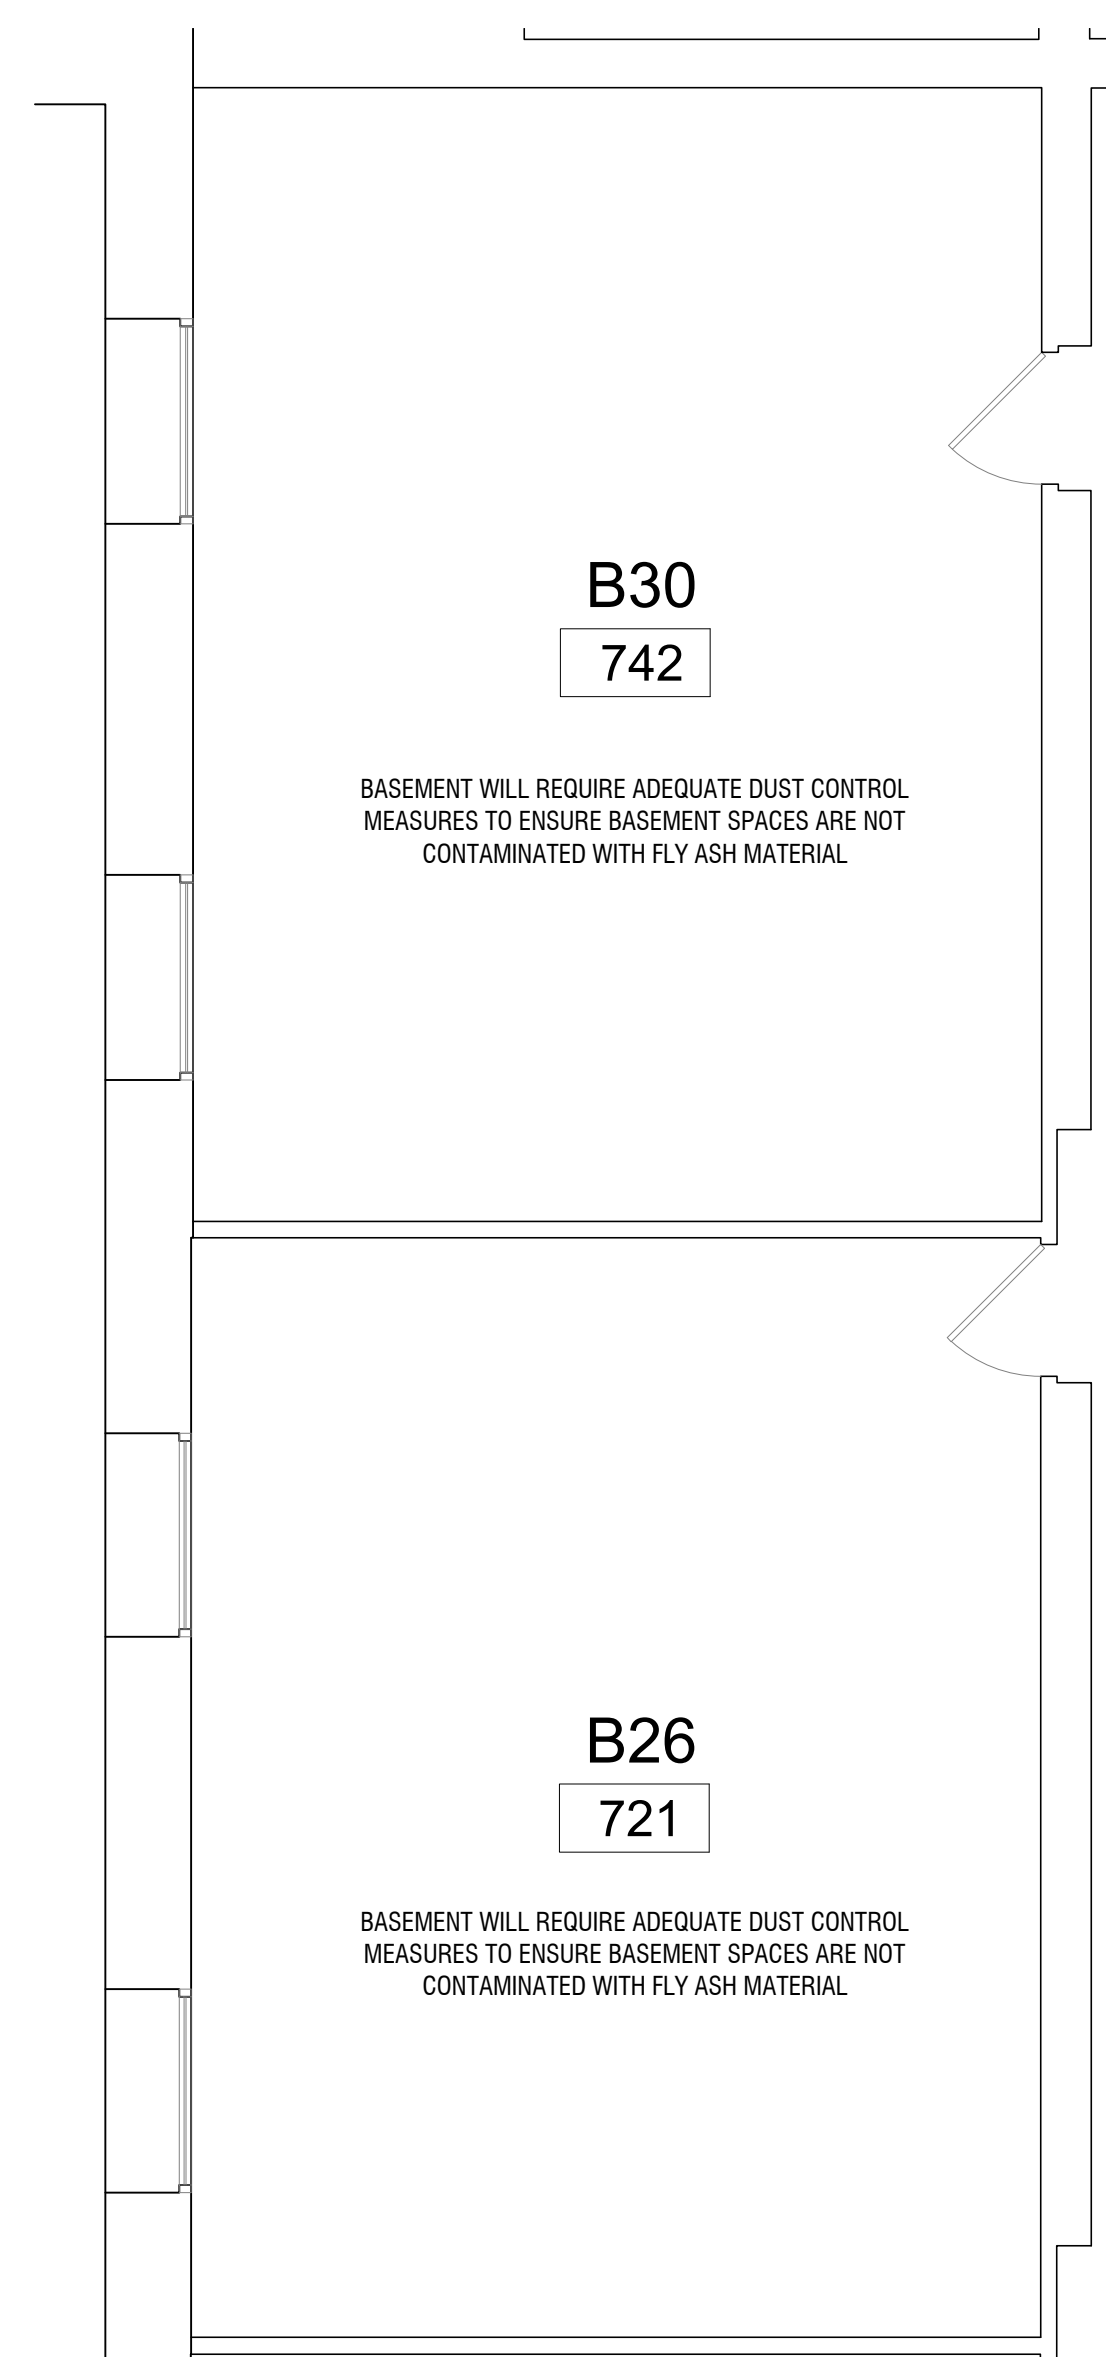 B30
742
BASEMENT WILL REQUIRE ADEQUATE DUST CONTROL
MEASURES TO ENSURE BASEMENT SPACES ARE NOT
CONTAMINATED WITH FLY ASH MATERIAL
B26
721
BASEMENT WILL REQUIRE ADEQUATE DUST CONTROL
MEASURES TO ENSURE BASEMENT SPACES ARE NOT
CONTAMINATED WITH FLY ASH MATERIAL